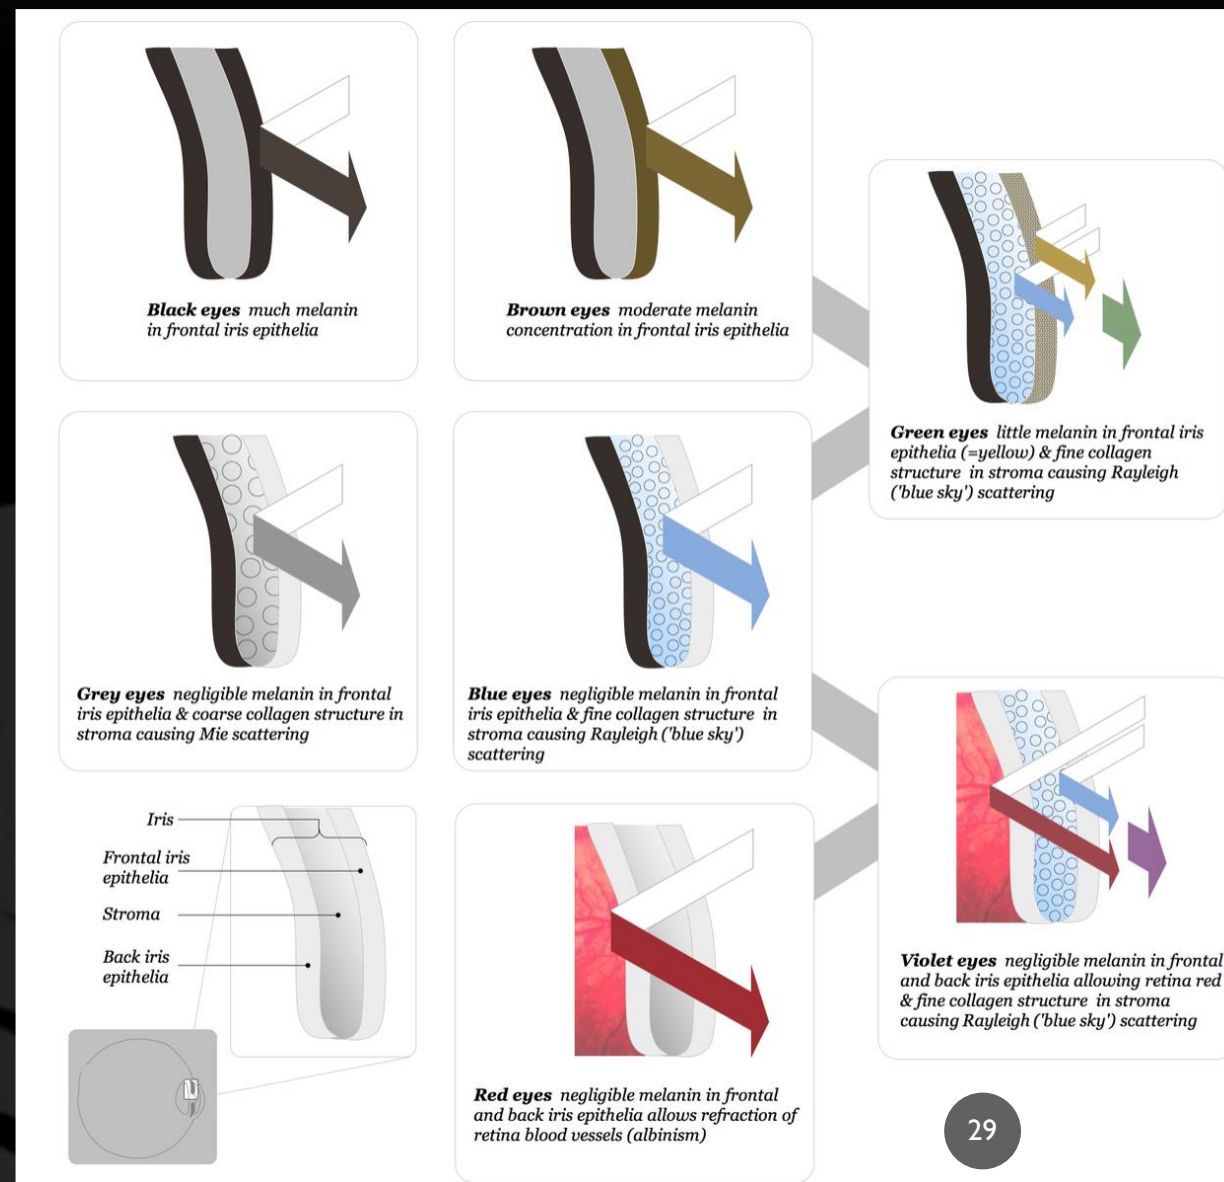 Black eyes much melanin
in frontal iris epithelia
Brown eyes moderate melanin
concentration in frontal iris epithelia
Green eyes little melanin in frontal iris
epithelia (=yellow) & fine collagen
structure in stroma causing Rayleigh
('blue sky') scattering
Grey eyes negligible melanin in frontal
iris epithelia & coarse collagen structure in
stroma causing Mie scattering
Blue eyes negligible melanin in frontal
iris epithelia & fine collagen structure in
stroma causing Rayleigh ('blue sky')
scattering
Iris
Frontal iris
epithelia
Stroma
Back iris
epithelia
Red eyes negligible melanin in frontal
and back iris epithelia allows refraction of
retina blood vessels (albinism)
Violet eyes negligible melanin in frontal
and back iris epithelia allowing retina red
& fine collagen structure in stroma
causing Rayleigh ('blue sky') scattering
29